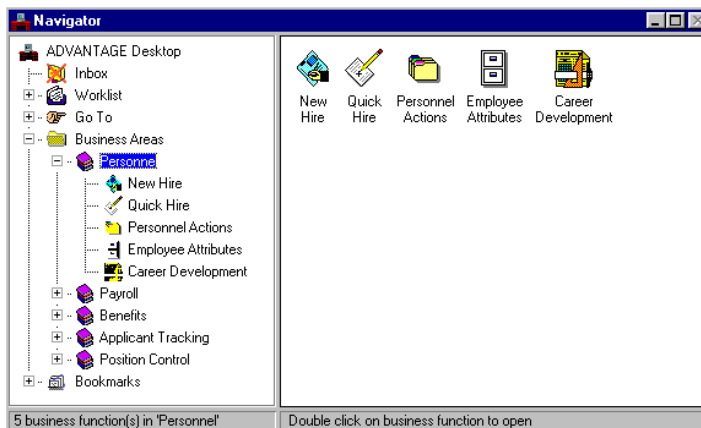 Navigator
ADVANTAGE Desktop
Inbox
Worklist
Go To
Business Areas
Personne
New Hire
Quick Hire
Personnel Actions
Employee Attributes
Career Development
Payroll
Benefits
Applicant Tracking
Position Control
Bookmarks
New Quick Personnel Employee Career
Hire Hire Actions Attributes Development
5 business function(s) in 'Personnel'
Double click on business function to open